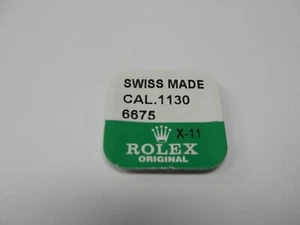 SWISS MADE
CAL.1130
6675
X-11
ROLEX
ORIGINAL